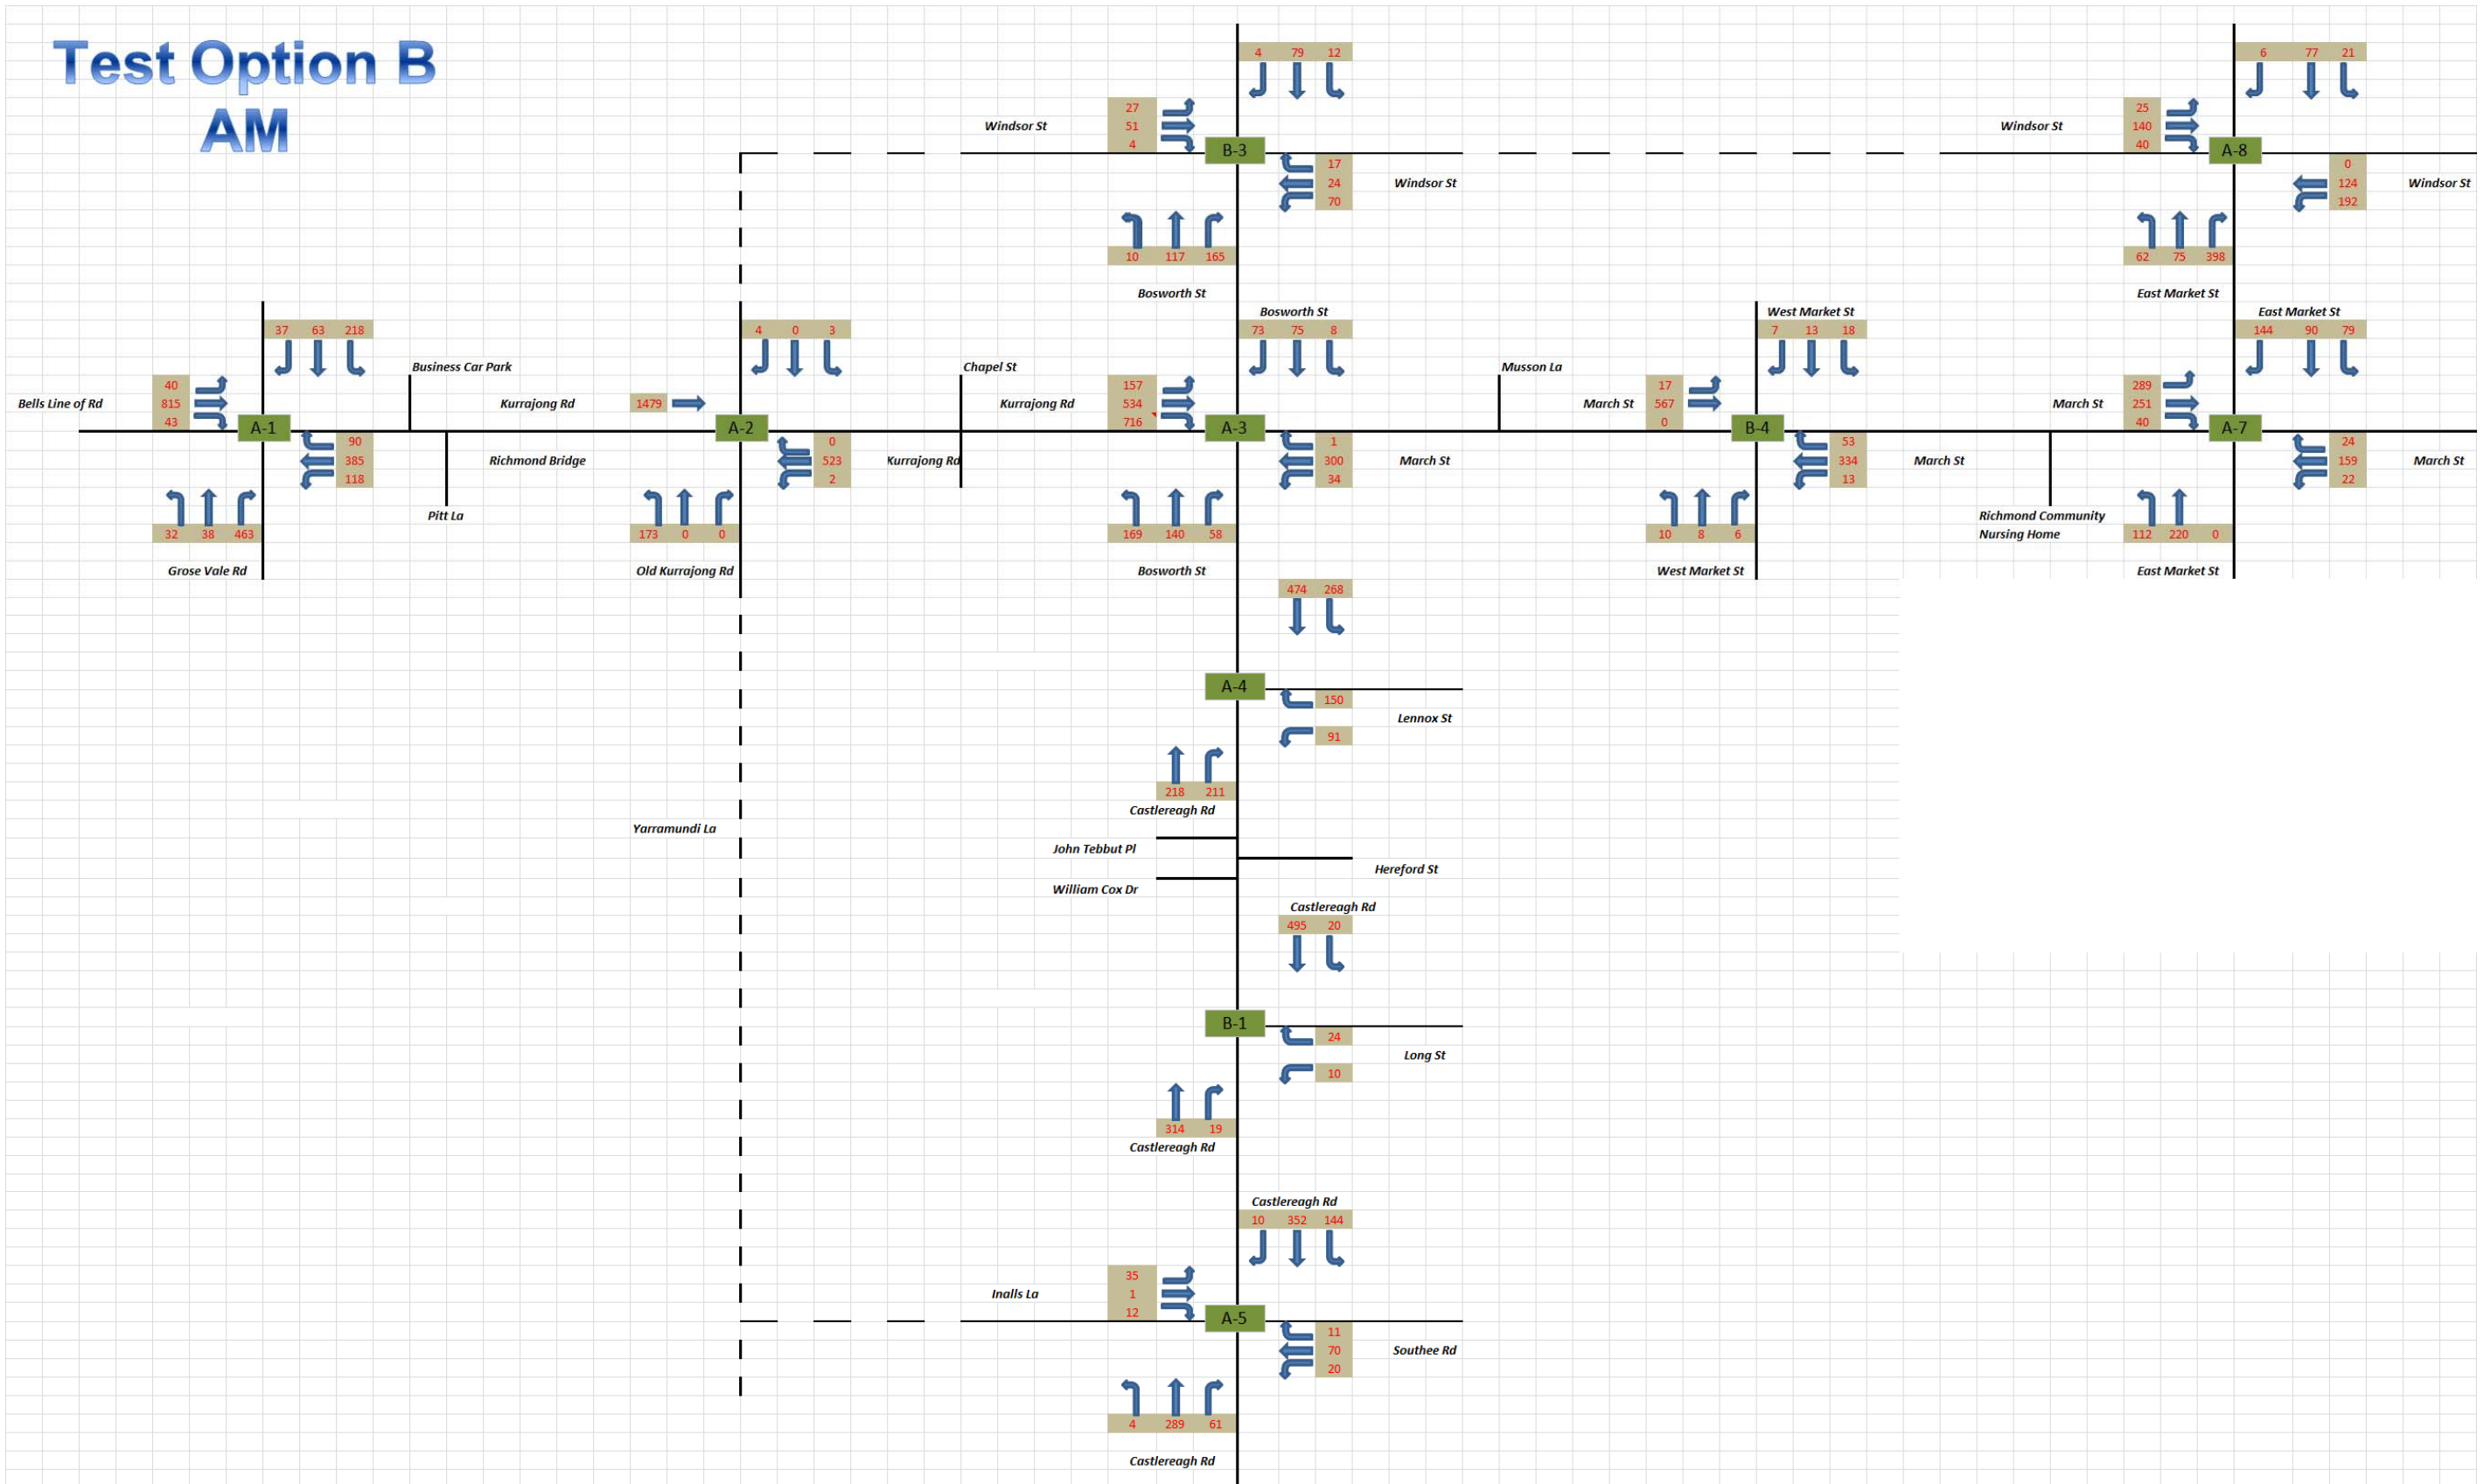 Test Option B
AM
4 79 12
6 77 21
Windsor St
27
51
4
B-3
17
24
70
Windsor St
10 117 165
Bosworth St
Windsor St
25
140
40
A-8
0
124
192
Windsor St
62 75 398
East Market St
37 63 218
Bells Line of Rd
40
815
43
A-1
90
385
118
32 38 463
Grose Vale Rd
Business Car Park
Pitt La
Kurrajong Rd
Richmond Bridge
1479
4 0 3
A-2
0
523
2
173 0 0
Old Kurrajong Rd
Chapel St
Kurrajong Rd
Kurrajong Rd
Bosworth St
73 75 8
157
534
716
A-3
1
300
34
March St
169 140 58
Bosworth St
Musson La
West Market St
7 13 18
March St
17
567
0
B-4
53
334
13
March St
10 8 6
West Market St
Richmond Community
Nursing Home
East Market St
144 90 79
March St
289
251
40
A-7
24
159
22
March St
112 220 0
East Market St
474 268
A-4
150
91
Lennox St
218 211
Castlereagh Rd
Yarramundi La
John Tebbut Pl
Hereford St
William Cox Dr
Castlereagh Rd
495 20
B-1
24
10
Long St
314 19
Castlereagh Rd
Castlereagh Rd
10 352 144
Inalls La
35
1
12
A-5
11
70
20
Southee Rd
4 289 61
Castlereagh Rd